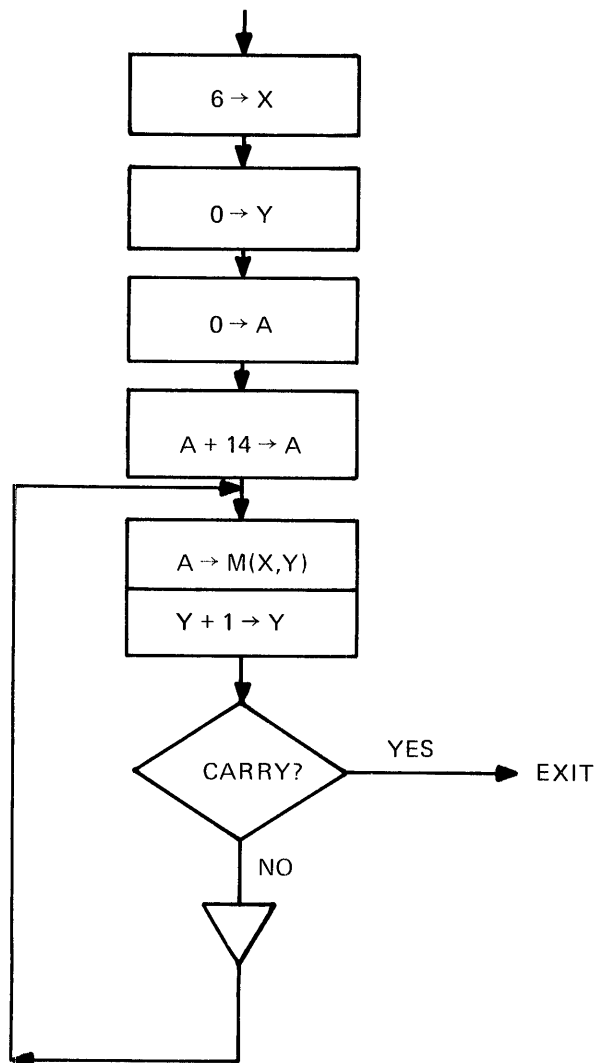 6 → X
0 → Y
0 → A
A + 14 → A
A → M(X,Y)
Y + 1 → Y
CARRY?
YES
EXIT
NO